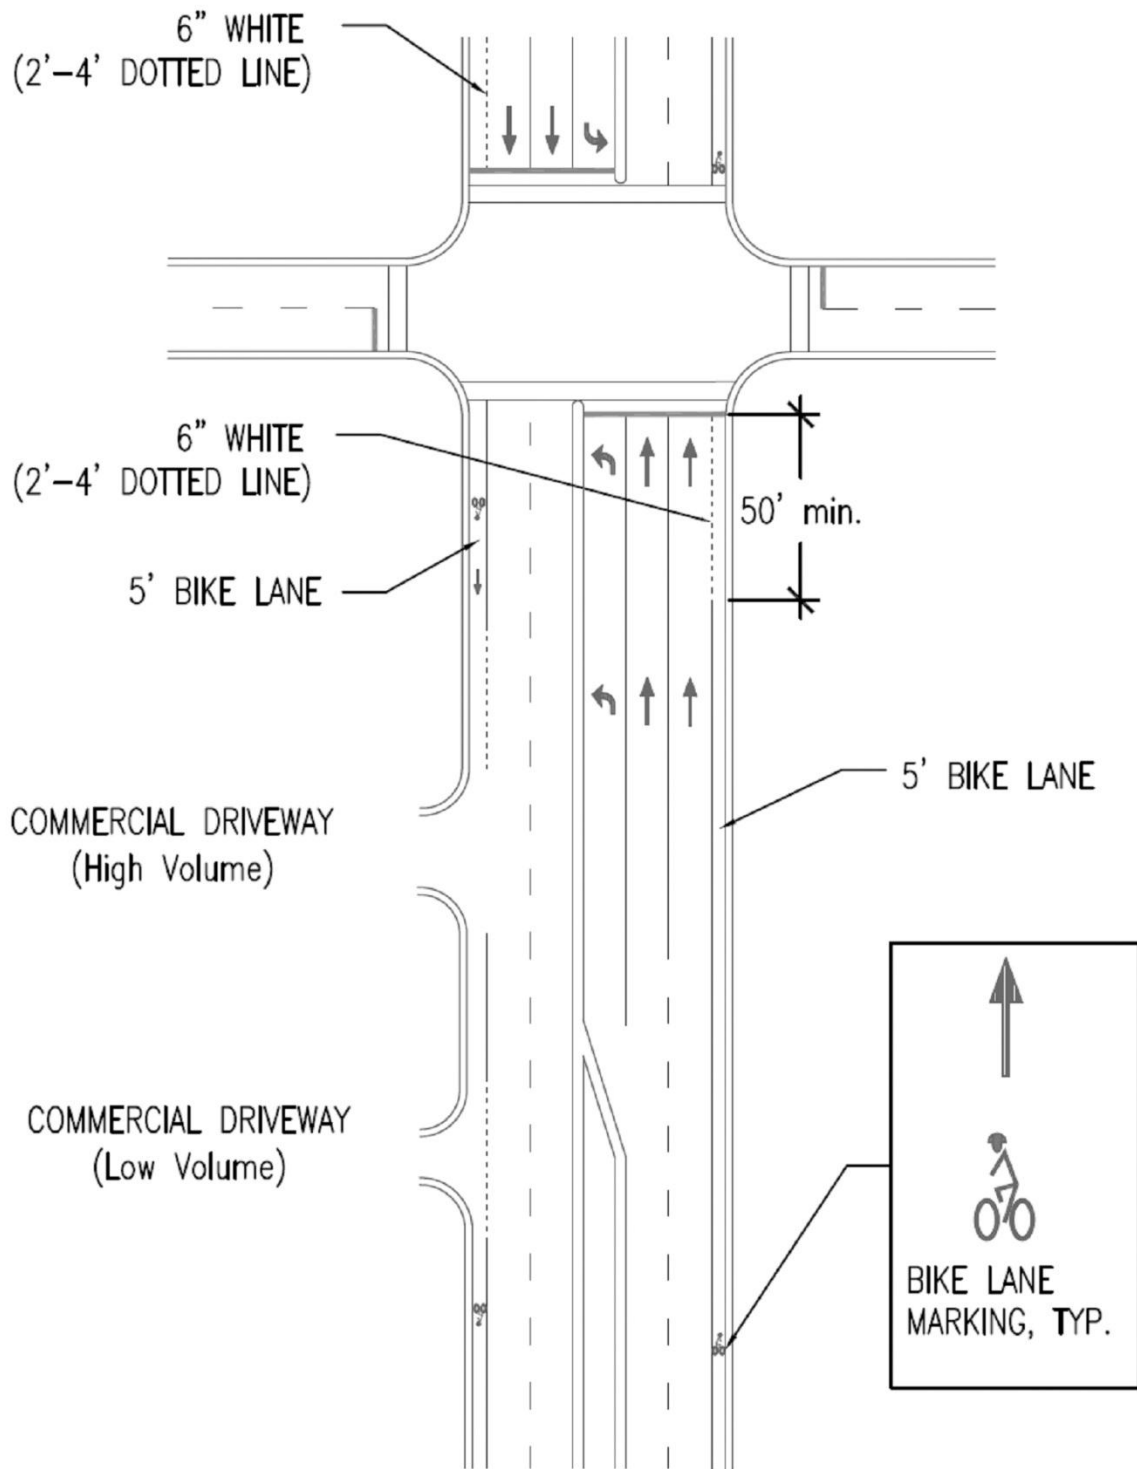 6” WHITE
(2’-4’ DOTTED LINE)
6” WHITE
(2’-4’ DOTTED LINE)
50’ min.
5’ BIKE LANE
5’ BIKE LANE
COMMERCIAL DRIVEWAY
(High Volume)
COMMERCIAL DRIVEWAY
(Low Volume)
BIKE LANE
MARKING, TYP.